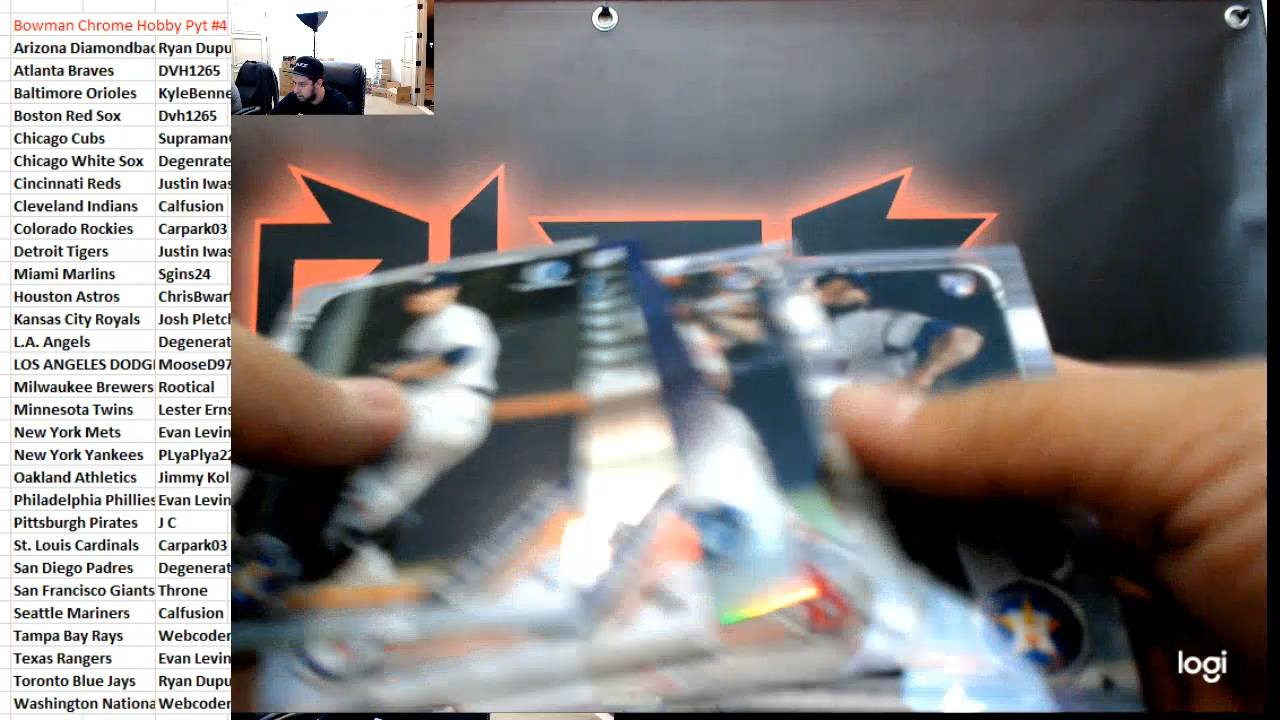 Bowman Chrome Hobby Pyt #4
Arizona Diamondbac Ryan Dupu
Atlanta Braves DVH1265
Baltimore Orioles KyleBenne
Boston Red Sox Dvh1265
Chicago Cubs Supraman
Chicago White Sox Degenrate
Cincinnati Reds Justin Iwas
Cleveland Indians Calfusion
Colorado Rockies Carpark03
Detroit Tigers Justin Iwas
Miami Marlins Sgins24
Houston Astros ChrisBwar
Kansas City Royals Josh Pletch
L.A. Angels Degenerat
LOS ANGELES DODG MooseD97
Milwaukee Brewers Rootical
Minnesota Twins Lester Erns
New York Mets Evan Levin
New York Yankees PLyaPlya22
Oakland Athletics Jimmy Kol
Philadelphia Phillies Evan Levin
Pittsburgh Pirates J C
St. Louis Cardinals Carpark03
San Diego Padres Degenerat
San Francisco Giants Throne
Seattle Mariners Calfusion
Tampa Bay Rays Webcoder
Texas Rangers Evan Levin
Toronto Blue Jays Ryan Dupu
Washington Nationa Webcoder
logi